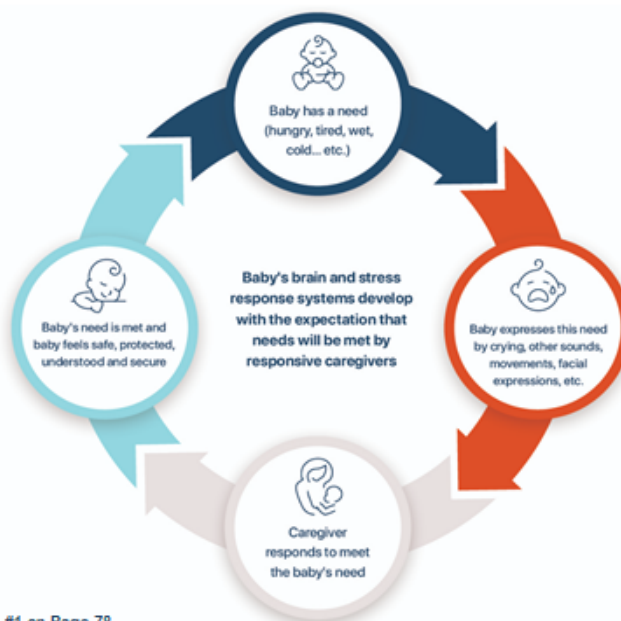 Baby has a need
(hungry, tired, wet,
cold... etc.)
Baby expresses this need
by crying, other sounds,
movements, facial
expressions, etc.
Caregiver
responds to meet
the baby's need
Baby's need is met and
baby feels safe, protected,
understood and secure
Baby's brain and stress
response systems develop
with the expectation that
needs will be met by
responsive caregivers
#1 on Page